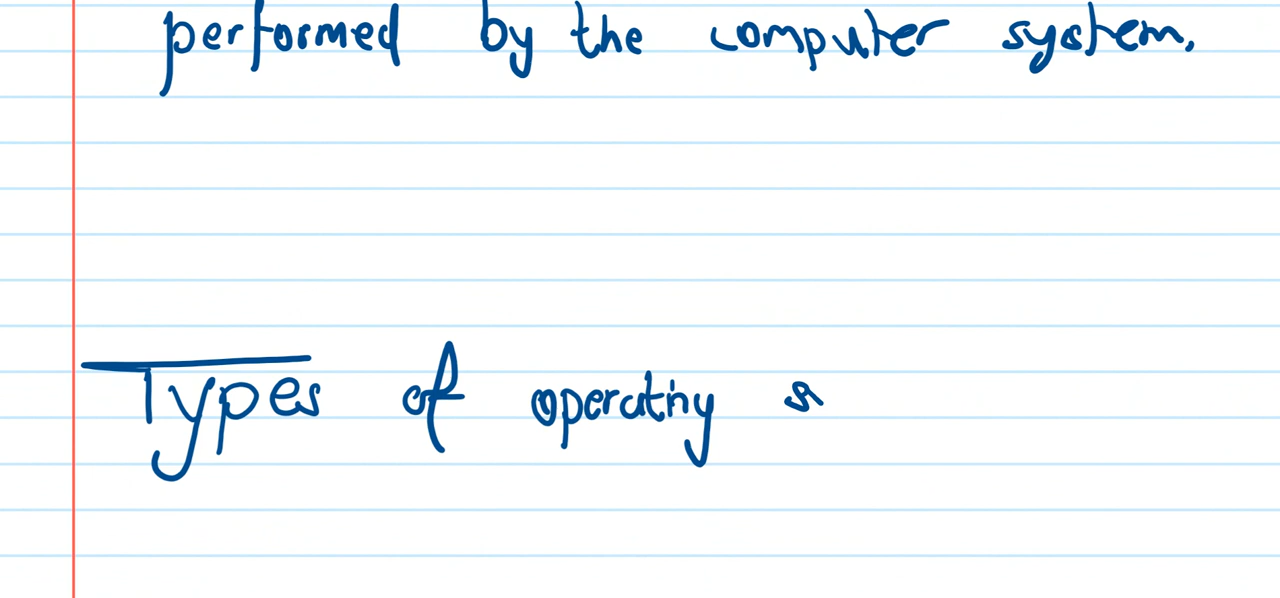 performed by the computer system.
Types of operating s